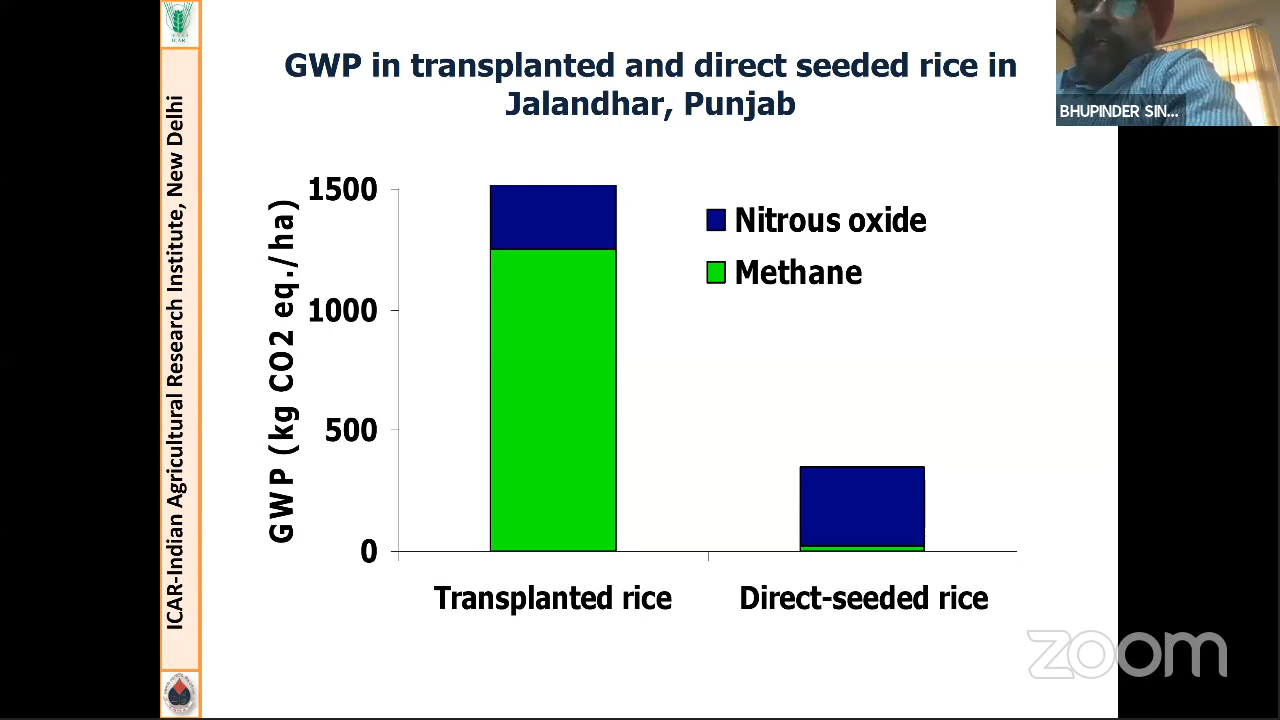 GWP in transplanted and direct seeded rice in
Jalandhar, Punjab
BHUPINDER SIN...
ICAR
ICAR-Indian Agricultural Research Institute, New Delhi
GWP (kg CO2 eq./ha)
1500
1000
500
0
Nitrous oxide
Methane
Transplanted rice
Direct-seeded rice
zoom